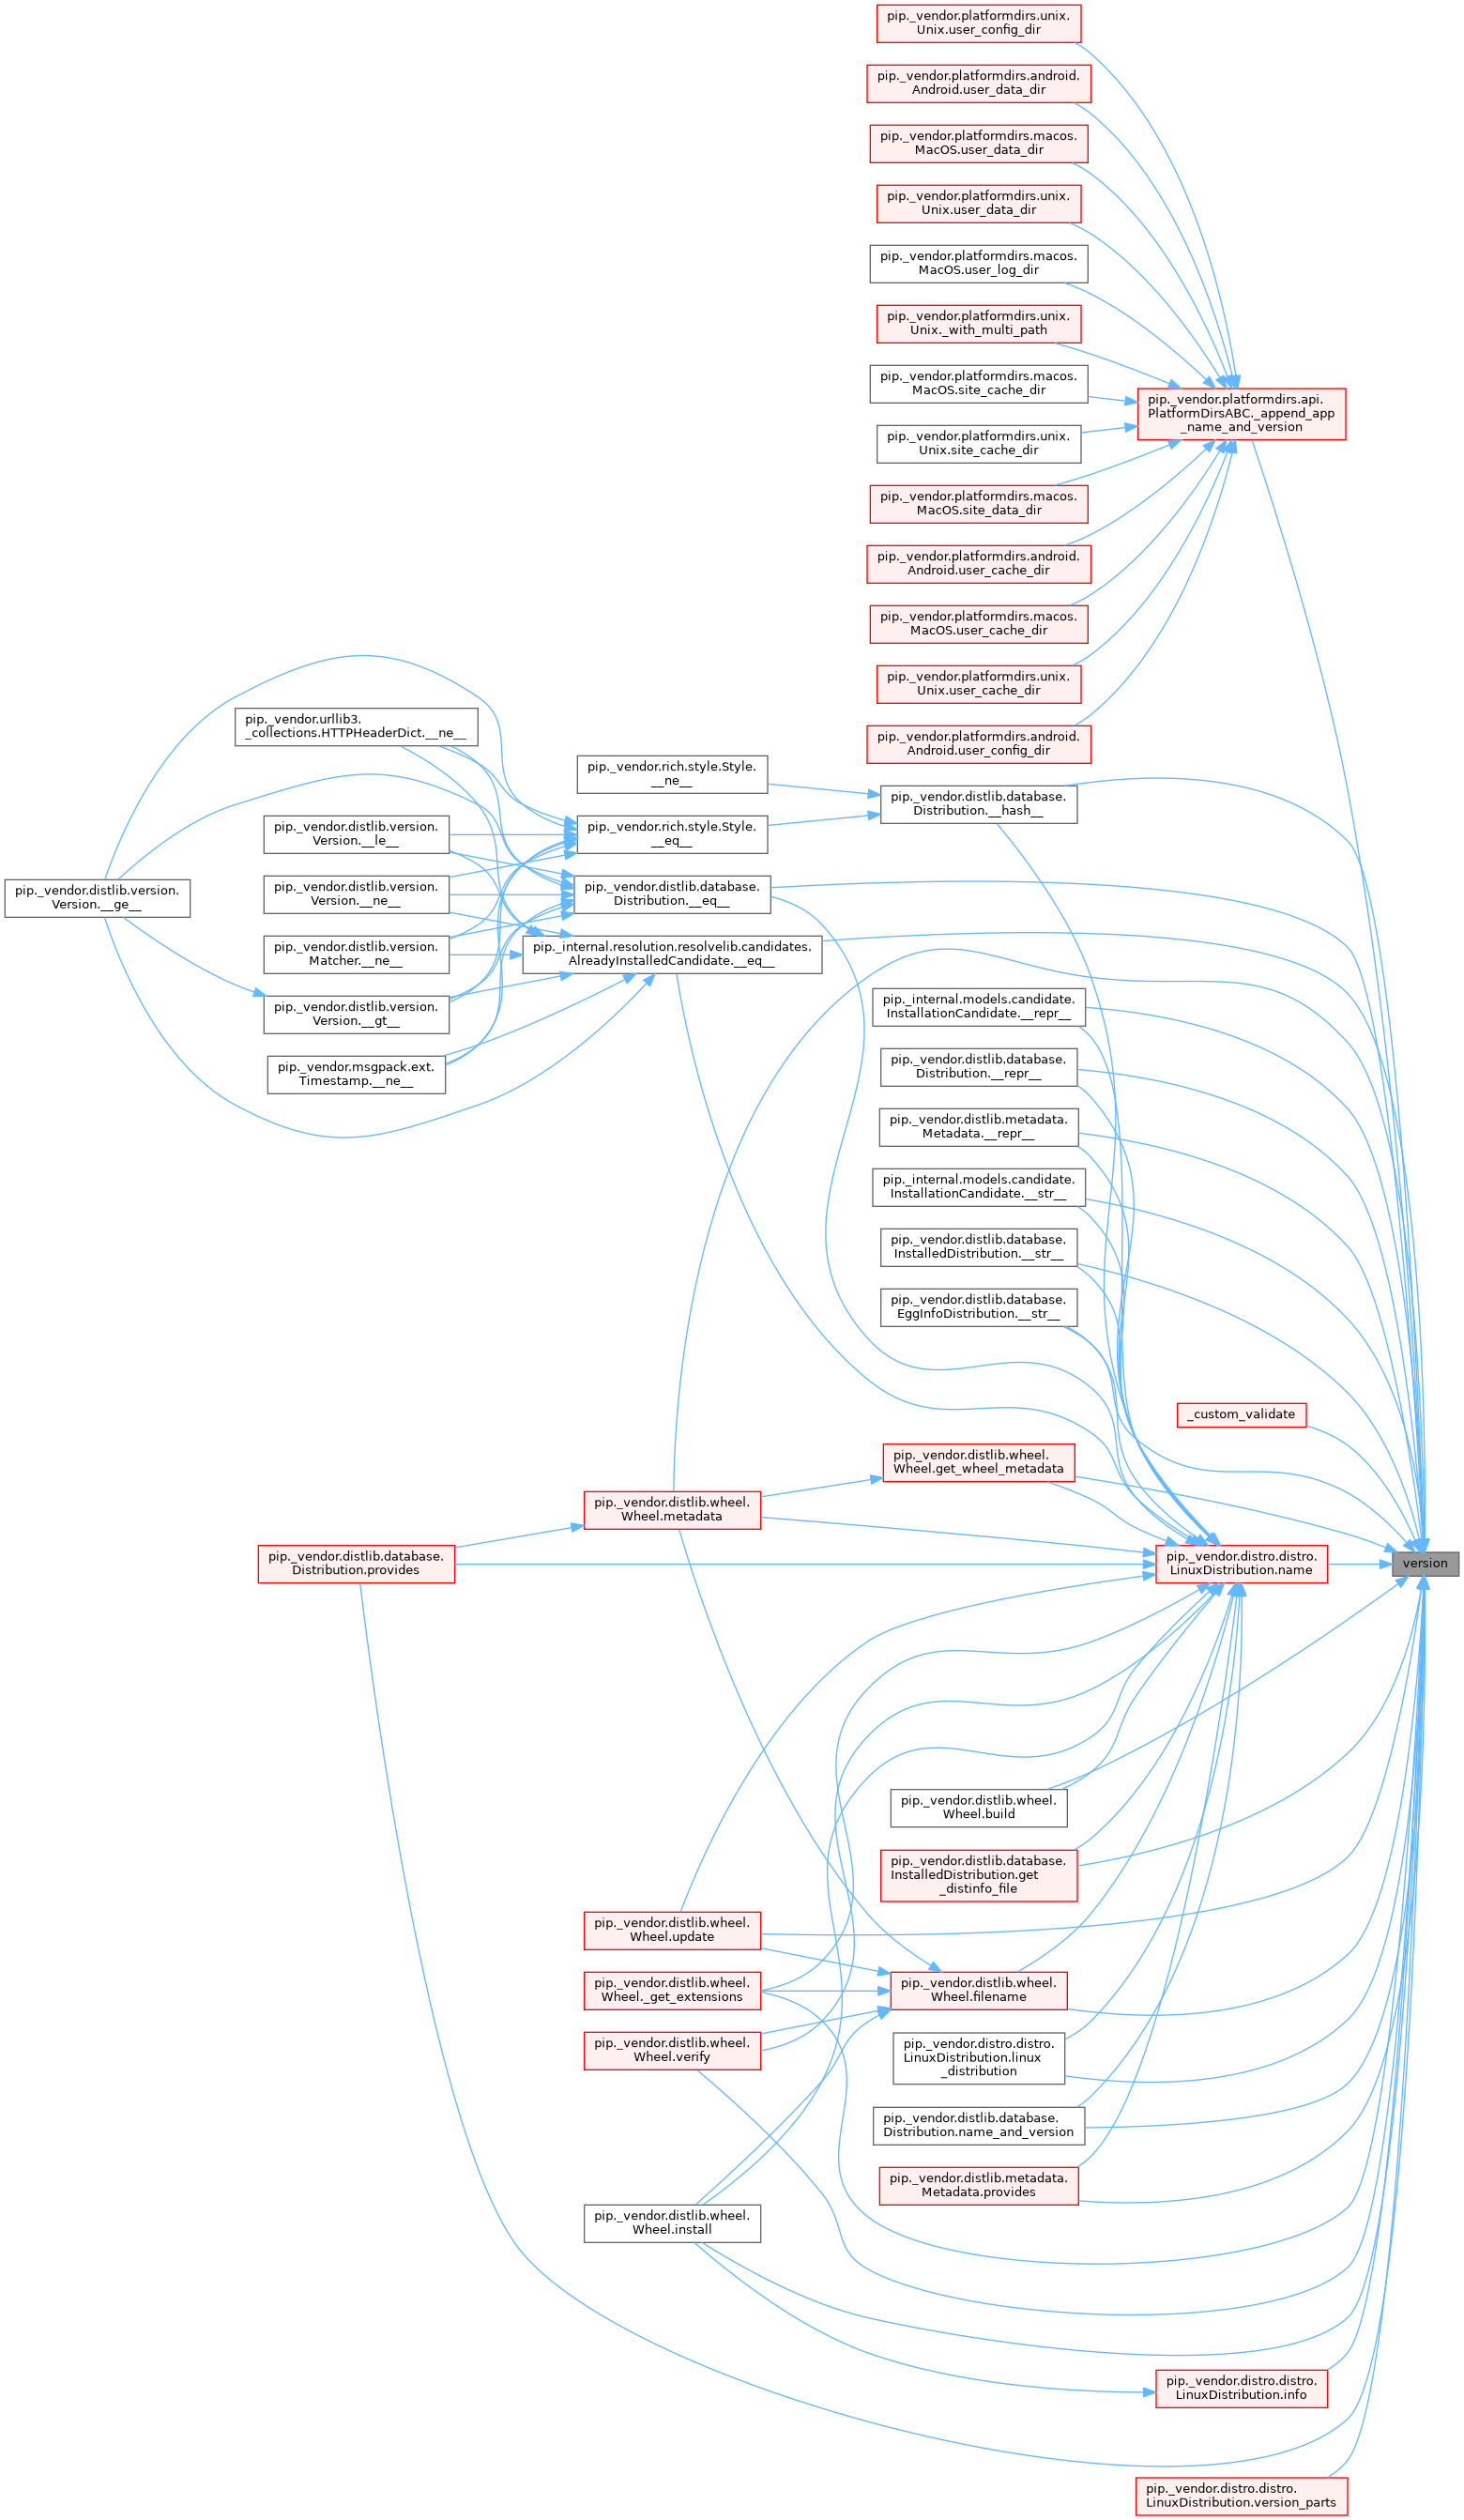 pip._vendor.platformdirs.unix.
Unix.user_config_dir
pip._vendor.platformdirs.android.
Android.user_data_dir
pip._vendor.platformdirs.macos.
MacOS.user_data_dir
pip._vendor.platformdirs.unix.
Unix.user_data_dir
pip._vendor.platformdirs.macos.
MacOS.user_log_dir
pip._vendor.platformdirs.unix.
Unix._with_multi_path
pip._vendor.platformdirs.macos.
MacOS.site_cache_dir
pip._vendor.platformdirs.api.
PlatformDirsABC._append_app
_name_and_version
pip._vendor.platformdirs.unix.
Unix.site_cache_dir
pip._vendor.platformdirs.macos.
MacOS.site_data_dir
pip._vendor.platformdirs.android.
Android.user_cache_dir
pip._vendor.platformdirs.macos.
MacOS.user_cache_dir
pip._vendor.platformdirs.unix.
Unix.user_cache_dir
pip._vendor.platformdirs.android.
Android.user_config_dir
pip._vendor.urllib3.
_collections.HTTPHeaderDict.__ne__
pip._vendor.rich.style.Style.
__ne__
pip._vendor.distlib.database.
Distribution.__hash__
pip._vendor.distlib.version.
Version.__le__
pip._vendor.rich.style.Style.
__eq__
pip._vendor.distlib.version.
Version.__ge__
pip._vendor.distlib.version.
Version.__ne__
pip._vendor.distlib.database.
Distribution.__eq__
pip._vendor.distlib.version.
Matcher.__ne__
pip._internal.resolution.resolvelib.candidates.
AlreadyInstalledCandidate.__eq__
pip._vendor.distlib.version.
Version.__gt__
pip._internal.models.candidate.
InstallationCandidate.__repr__
pip._vendor.msgpack.ext.
Timestamp.__ne__
pip._vendor.distlib.database.
Distribution.__repr__
pip._vendor.distlib.metadata.
Metadata.__repr__
pip._internal.models.candidate.
InstallationCandidate.__str__
pip._vendor.distlib.database.
InstalledDistribution.__str__
pip._vendor.distlib.database.
EggInfoDistribution.__str__
_custom_validate
pip._vendor.distlib.wheel.
Wheel.get_wheel_metadata
pip._vendor.distlib.wheel.
Wheel.metadata
pip._vendor.distlib.database.
Distribution.provides
pip._vendor.distro.distro.
LinuxDistribution.name
version
pip._vendor.distlib.wheel.
Wheel.build
pip._vendor.distlib.database.
InstalledDistribution.get
_distinfo_file
pip._vendor.distlib.wheel.
Wheel.update
pip._vendor.distlib.wheel.
Wheel._get_extensions
pip._vendor.distlib.wheel.
Wheel.filename
pip._vendor.distlib.wheel.
Wheel.verify
pip._vendor.distro.distro.
LinuxDistribution.linux
_distribution
pip._vendor.distlib.database.
Distribution.name_and_version
pip._vendor.distlib.metadata.
Metadata.provides
pip._vendor.distlib.wheel.
Wheel.install
pip._vendor.distro.distro.
LinuxDistribution.info
pip._vendor.distro.distro.
LinuxDistribution.version_parts